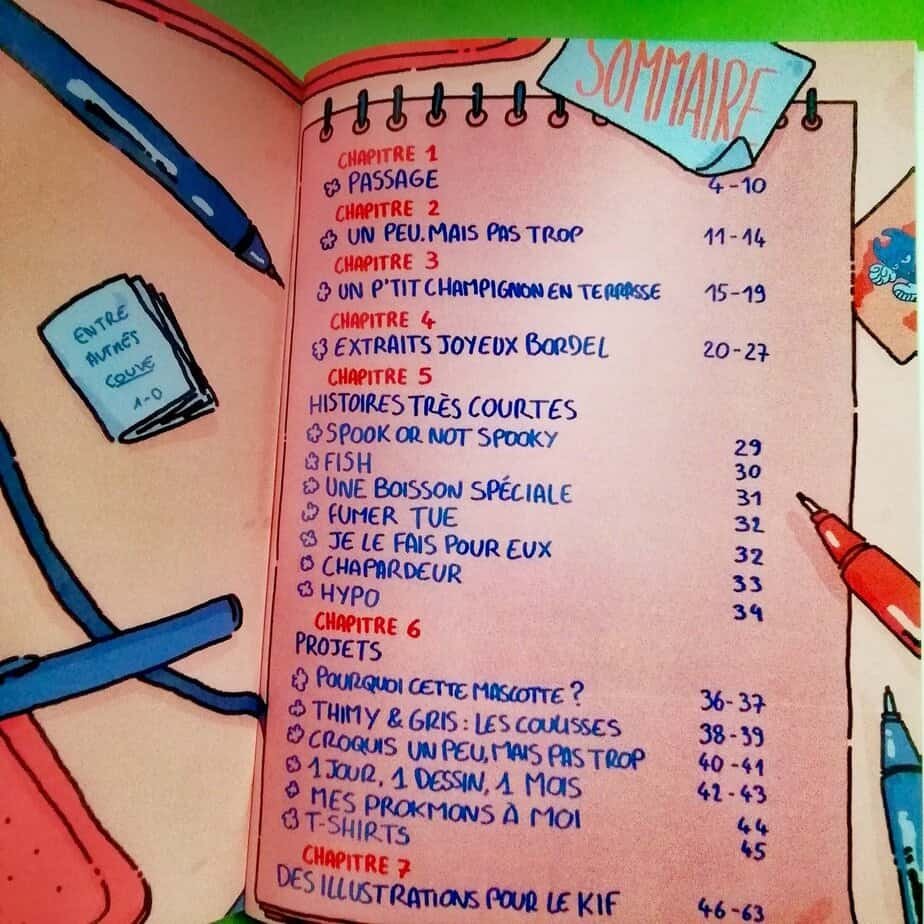 ENTRE
AUTRES
COUVE
1-0
SOMMAIRE
CHAPITRE 1
PASSAGE 4-10
CHAPITRE 2
UN PEU. MAIS PAS TROP 11-14
CHAPITRE 3
UN P'TIT CHAMPIGNON EN TERRASSE 15-19
CHAPITRE 4
EXTRAITS JOYEUX BORDEL 20-27
CHAPITRE 5
HISTOIRES TRÈS COURTES
SPOOK OR NOT SPOOKY 29
FISH 30
UNE BOISSON SPÉCIALE 31
FUMER TUE 32
JE LE FAIS POUR EUX 32
CHAPARDEUR 33
HYPO 34
CHAPITRE 6
PROJETS
POURQUOI CETTE MASCOTTE ? 36-37
THIMY & GRIS : LES COULISSES 38-39
CROQUIS UN PEU, MAIS PAS TROP 40-41
1 JOUR, 1 DESSIN, 1 MOIS 42-43
MES PROKMONS À MOI 44
T-SHIRTS 45
CHAPITRE 7
DES ILLUSTRATIONS POUR LE KIF 46-63